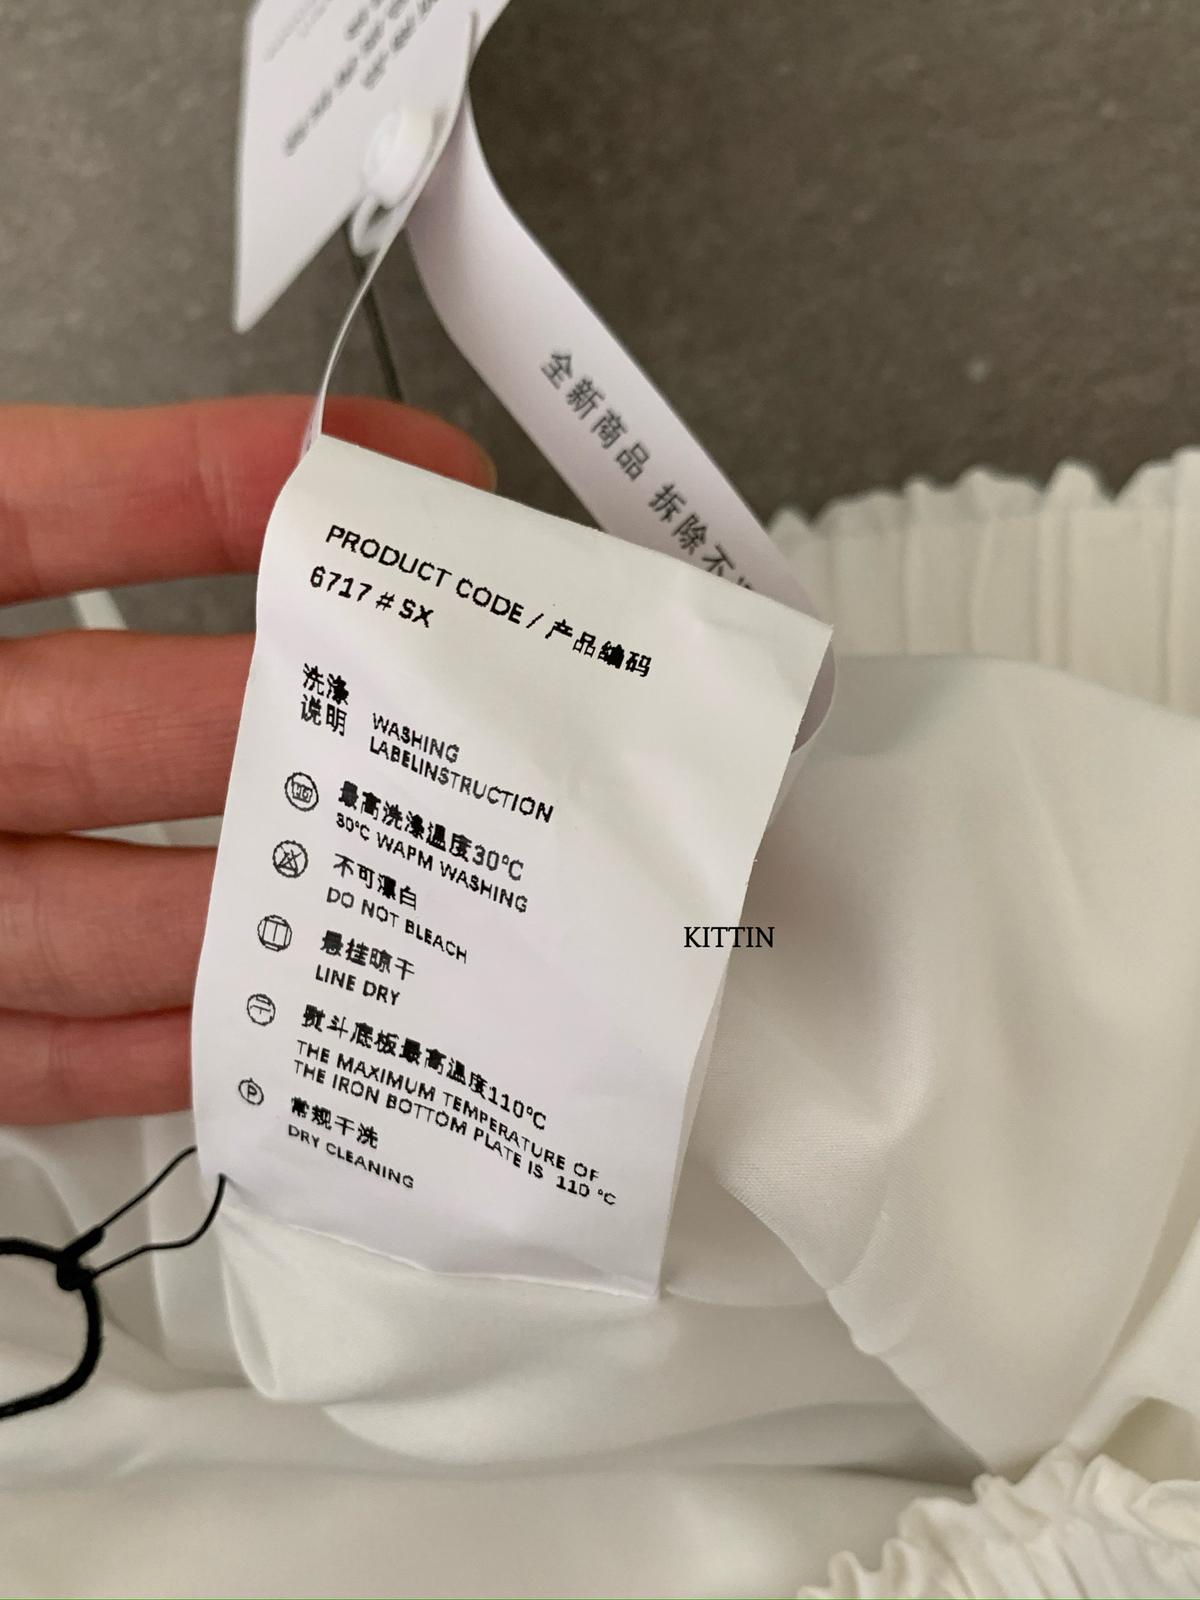 全新商品 拆除不
PRODUCT CODE / 产品编码
6717 # SX
洗涤
说明
WASHING
LABELINSTRUCTION
最高洗涤温度30°C
30°C WAPM WASHING
不可漂白
DO NOT BLEACH
悬挂晾干
LINE DRY
熨斗底板最高温度110°C
THE MAXIMUM TEMPERATURE OF
THE IRON BOTTOM PLATE IS 110 °C
P
常规干洗
DRY CLEANING
KITTIN